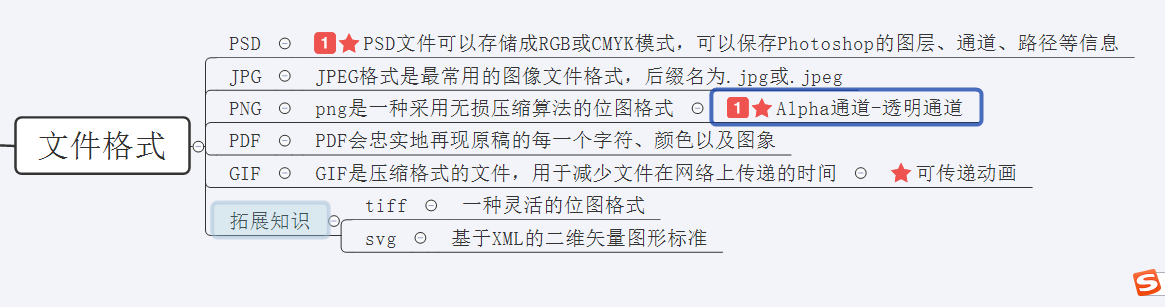 PSD 1 PSD文件可以存储成RGB或CMYK模式，可以保存Photoshop的图层、通道、路径等信息
JPG JPEG格式是最常用的图像文件格式，后缀名为.jpg或.jpeg
PNG png是一种采用无损压缩算法的位图格式 1 Alpha通道-透明通道
文件格式
PDF PDF会忠实地再现原稿的每一个字符、颜色以及图象
GIF GIF是压缩格式的文件，用于减少文件在网络上传递的时间 可传递动画
拓展知识
tiff 一种灵活的位图格式
svg 基于XML的二维矢量图形标准
S